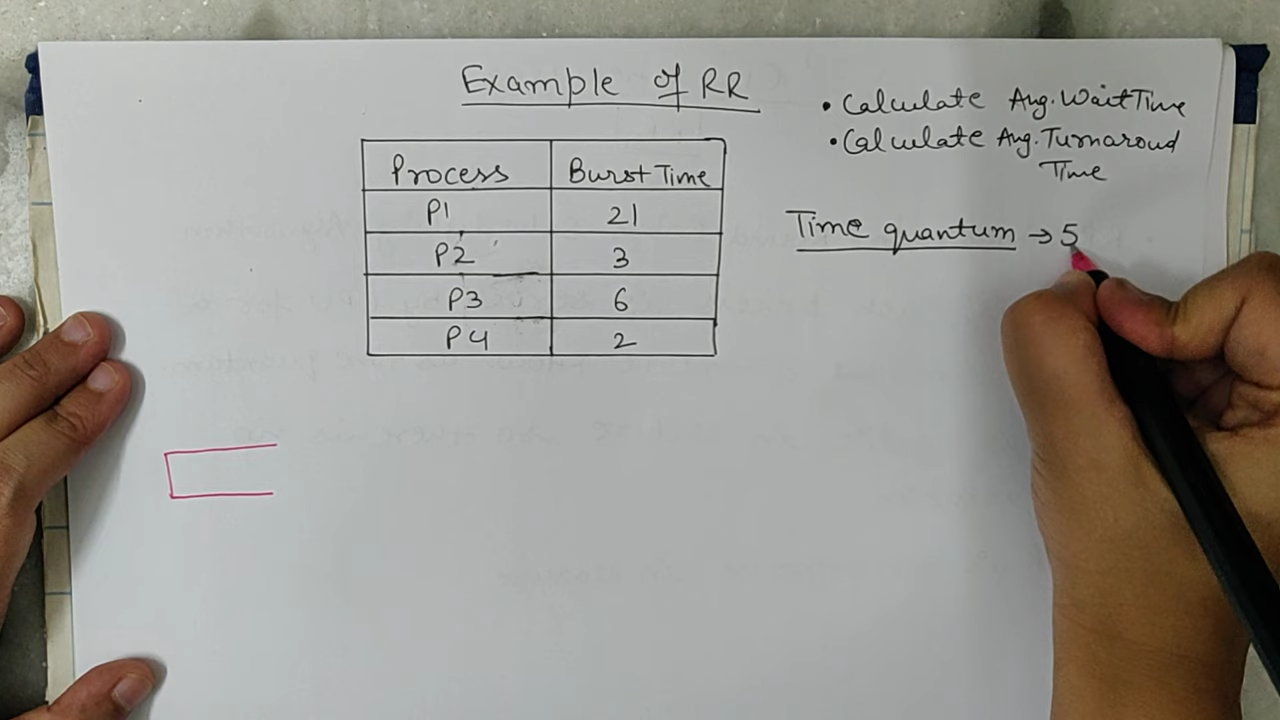 Example of RR
• Calculate Avg. Wait Time
• Calculate Avg. Turnaroud
Time
Process Burst Time
P1 21
P2 3
P3 6
P4 2
Time quantum → 5